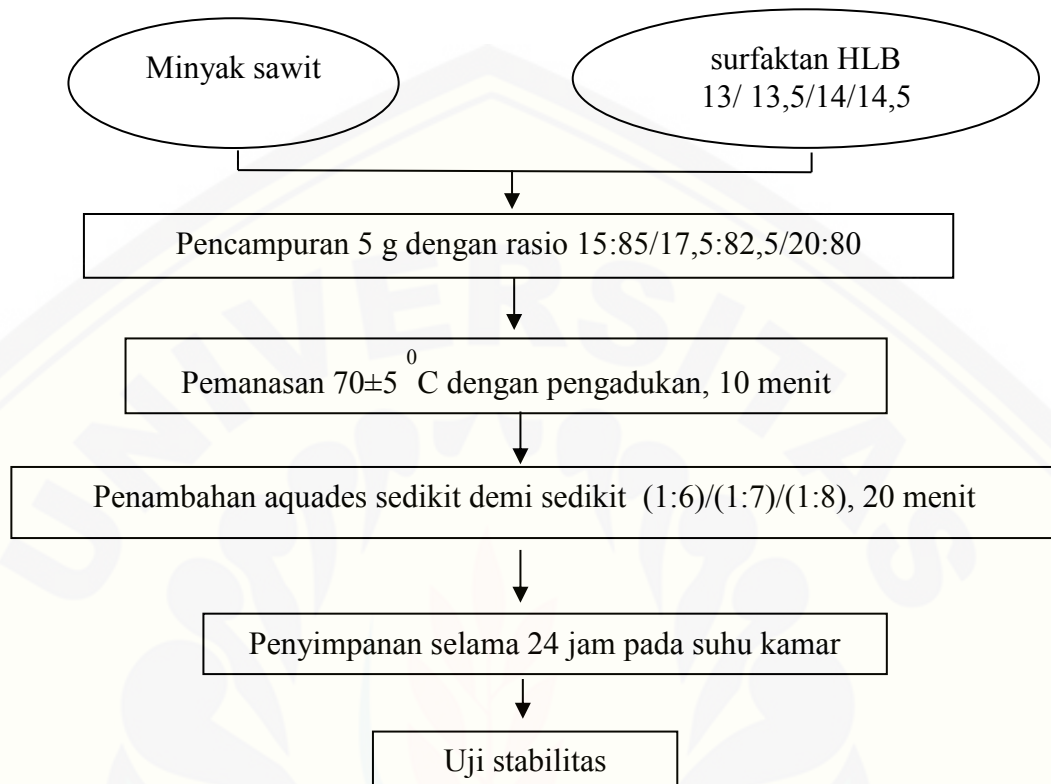 Minyak sawit
surfaktan HLB
13/ 13,5/14/14,5
Pencampuran 5 g dengan rasio 15:85/17,5:82,5/20:80
Pemanasan 70±5 ⁰C dengan pengadukan, 10 menit
Penambahan aquades sedikit demi sedikit (1:6)/(1:7)/(1:8), 20 menit
Penyimpanan selama 24 jam pada suhu kamar
Uji stabilitas
UNIVERSITAS